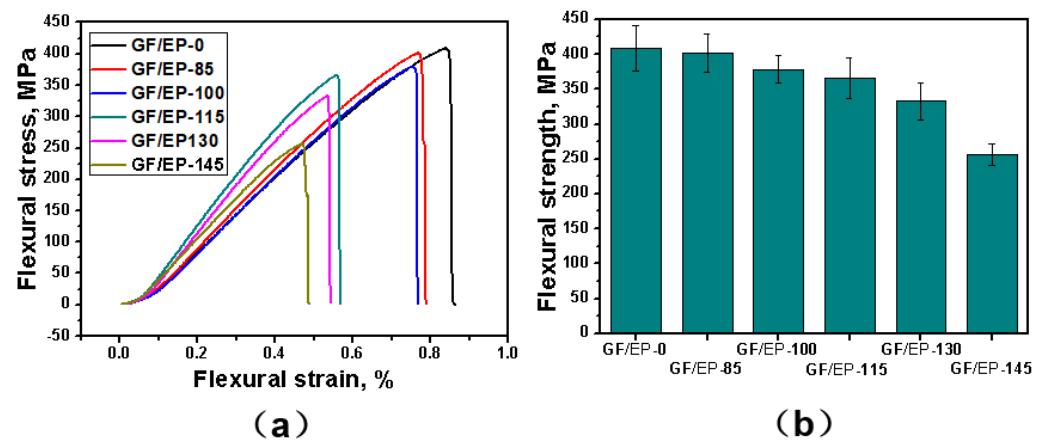 450
400
350
300
250
200
150
100
50
0
-50
Flexural stress, MPa
GF/EP-0
GF/EP-85
GF/EP-100
GF/EP-115
GF/EP130
GF/EP-145
0.0 0.2 0.4 0.6 0.8 1.0
Flexural strain, %
(a)
450
400
350
300
250
200
150
100
50
0
Flexural strength, MPa
GF/EP-0 GF/EP-100 GF/EP-130
GF/EP-85 GF/EP-115 GF/EP-145
(b)